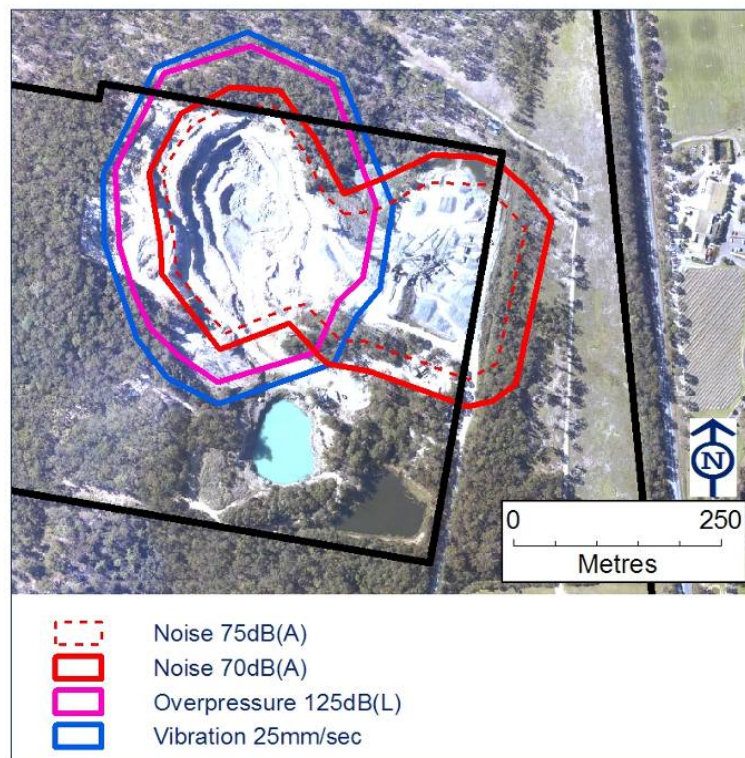 N
0 250
Metres
Noise 75dB(A)
Noise 70dB(A)
Overpressure 125dB(L)
Vibration 25mm/sec